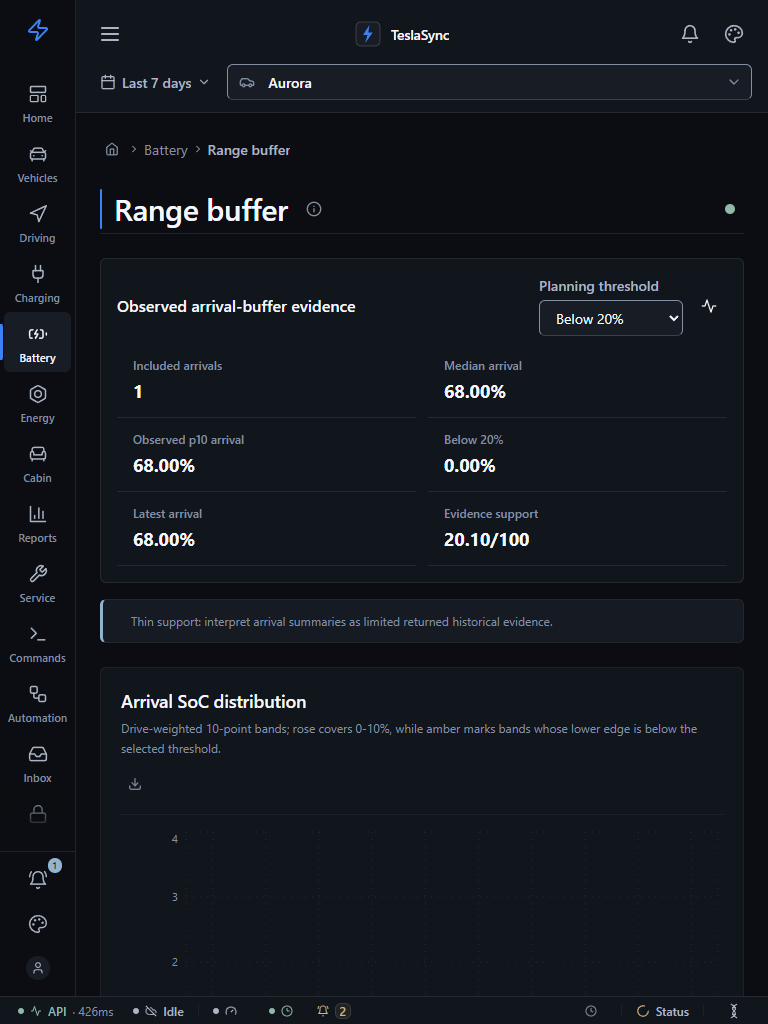 TeslaSync
Last 7 days
Aurora
Home
Vehicles
Driving
Charging
Battery
Energy
Cabin
Reports
Service
Commands
Automation
Inbox
1
Battery
Range buffer
Range buffer
Observed arrival-buffer evidence
Planning threshold
Below 20%
Included arrivals
1
Median arrival
68.00%
Observed p10 arrival
68.00%
Below 20%
0.00%
Latest arrival
68.00%
Evidence support
20.10/100
Thin support: interpret arrival summaries as limited returned historical evidence.
Arrival SoC distribution
Drive-weighted 10-point bands; rose covers 0-10%, while amber marks bands whose lower edge is below the
selected threshold.
4
3
2
API · 426ms
Idle
2
Status